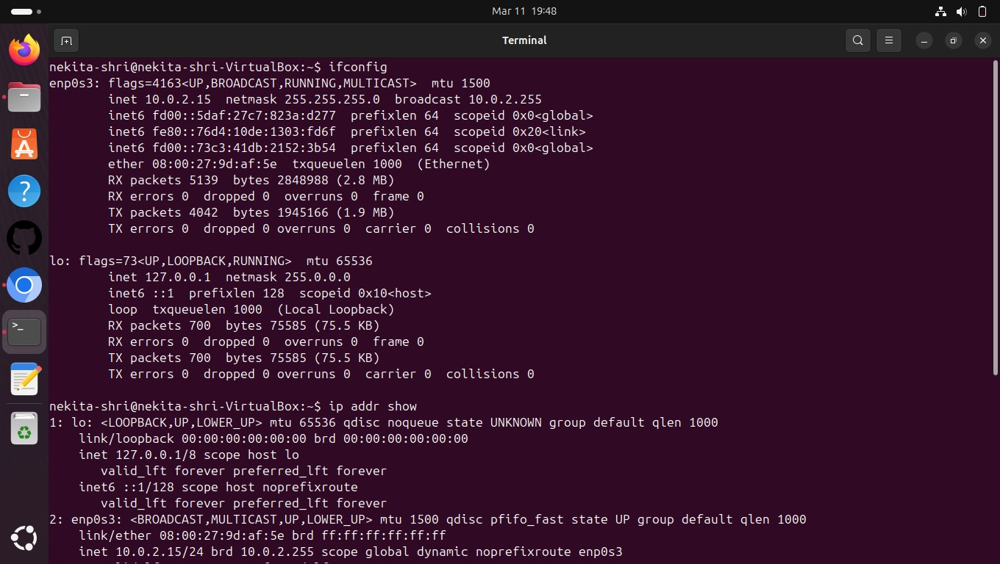 Mar 11  19:48
Terminal
nekita-shri@nekita-shri-VirtualBox:~$ ifconfig
enp0s3: flags=4163<UP,BROADCAST,RUNNING,MULTICAST>  mtu 1500
        inet 10.0.2.15  netmask 255.255.255.0  broadcast 10.0.2.255
        inet6 fd00::5daf:27c7:823a:d277  prefixlen 64  scopeid 0x0<global>
        inet6 fe80::76d4:10de:1303:fd6f  prefixlen 64  scopeid 0x20<link>
        inet6 fd00::73c3:41db:2152:3b54  prefixlen 64  scopeid 0x0<global>
        ether 08:00:27:9d:af:5e  txqueuelen 1000  (Ethernet)
        RX packets 5139  bytes 2848988 (2.8 MB)
        RX errors 0  dropped 0  overruns 0  frame 0
        TX packets 4042  bytes 1945166 (1.9 MB)
        TX errors 0  dropped 0 overruns 0  carrier 0  collisions 0
lo: flags=73<UP,LOOPBACK,RUNNING>  mtu 65536
        inet 127.0.0.1  netmask 255.0.0.0
        inet6 ::1  prefixlen 128  scopeid 0x10<host>
        loop  txqueuelen 1000  (Local Loopback)
        RX packets 700  bytes 75585 (75.5 KB)
        RX errors 0  dropped 0  overruns 0  frame 0
        TX packets 700  bytes 75585 (75.5 KB)
        TX errors 0  dropped 0 overruns 0  carrier 0  collisions 0
nekita-shri@nekita-shri-VirtualBox:~$ ip addr show
1: lo: <LOOPBACK,UP,LOWER_UP> mtu 65536 qdisc noqueue state UNKNOWN group default qlen 1000
    link/loopback 00:00:00:00:00:00 brd 00:00:00:00:00:00
    inet 127.0.0.1/8 scope host lo
       valid_lft forever preferred_lft forever
    inet6 ::1/128 scope host noprefixroute
       valid_lft forever preferred_lft forever
2: enp0s3: <BROADCAST,MULTICAST,UP,LOWER_UP> mtu 1500 qdisc pfifo_fast state UP group default qlen 1000
    link/ether 08:00:27:9d:af:5e brd ff:ff:ff:ff:ff:ff
    inet 10.0.2.15/24 brd 10.0.2.255 scope global dynamic noprefixroute enp0s3